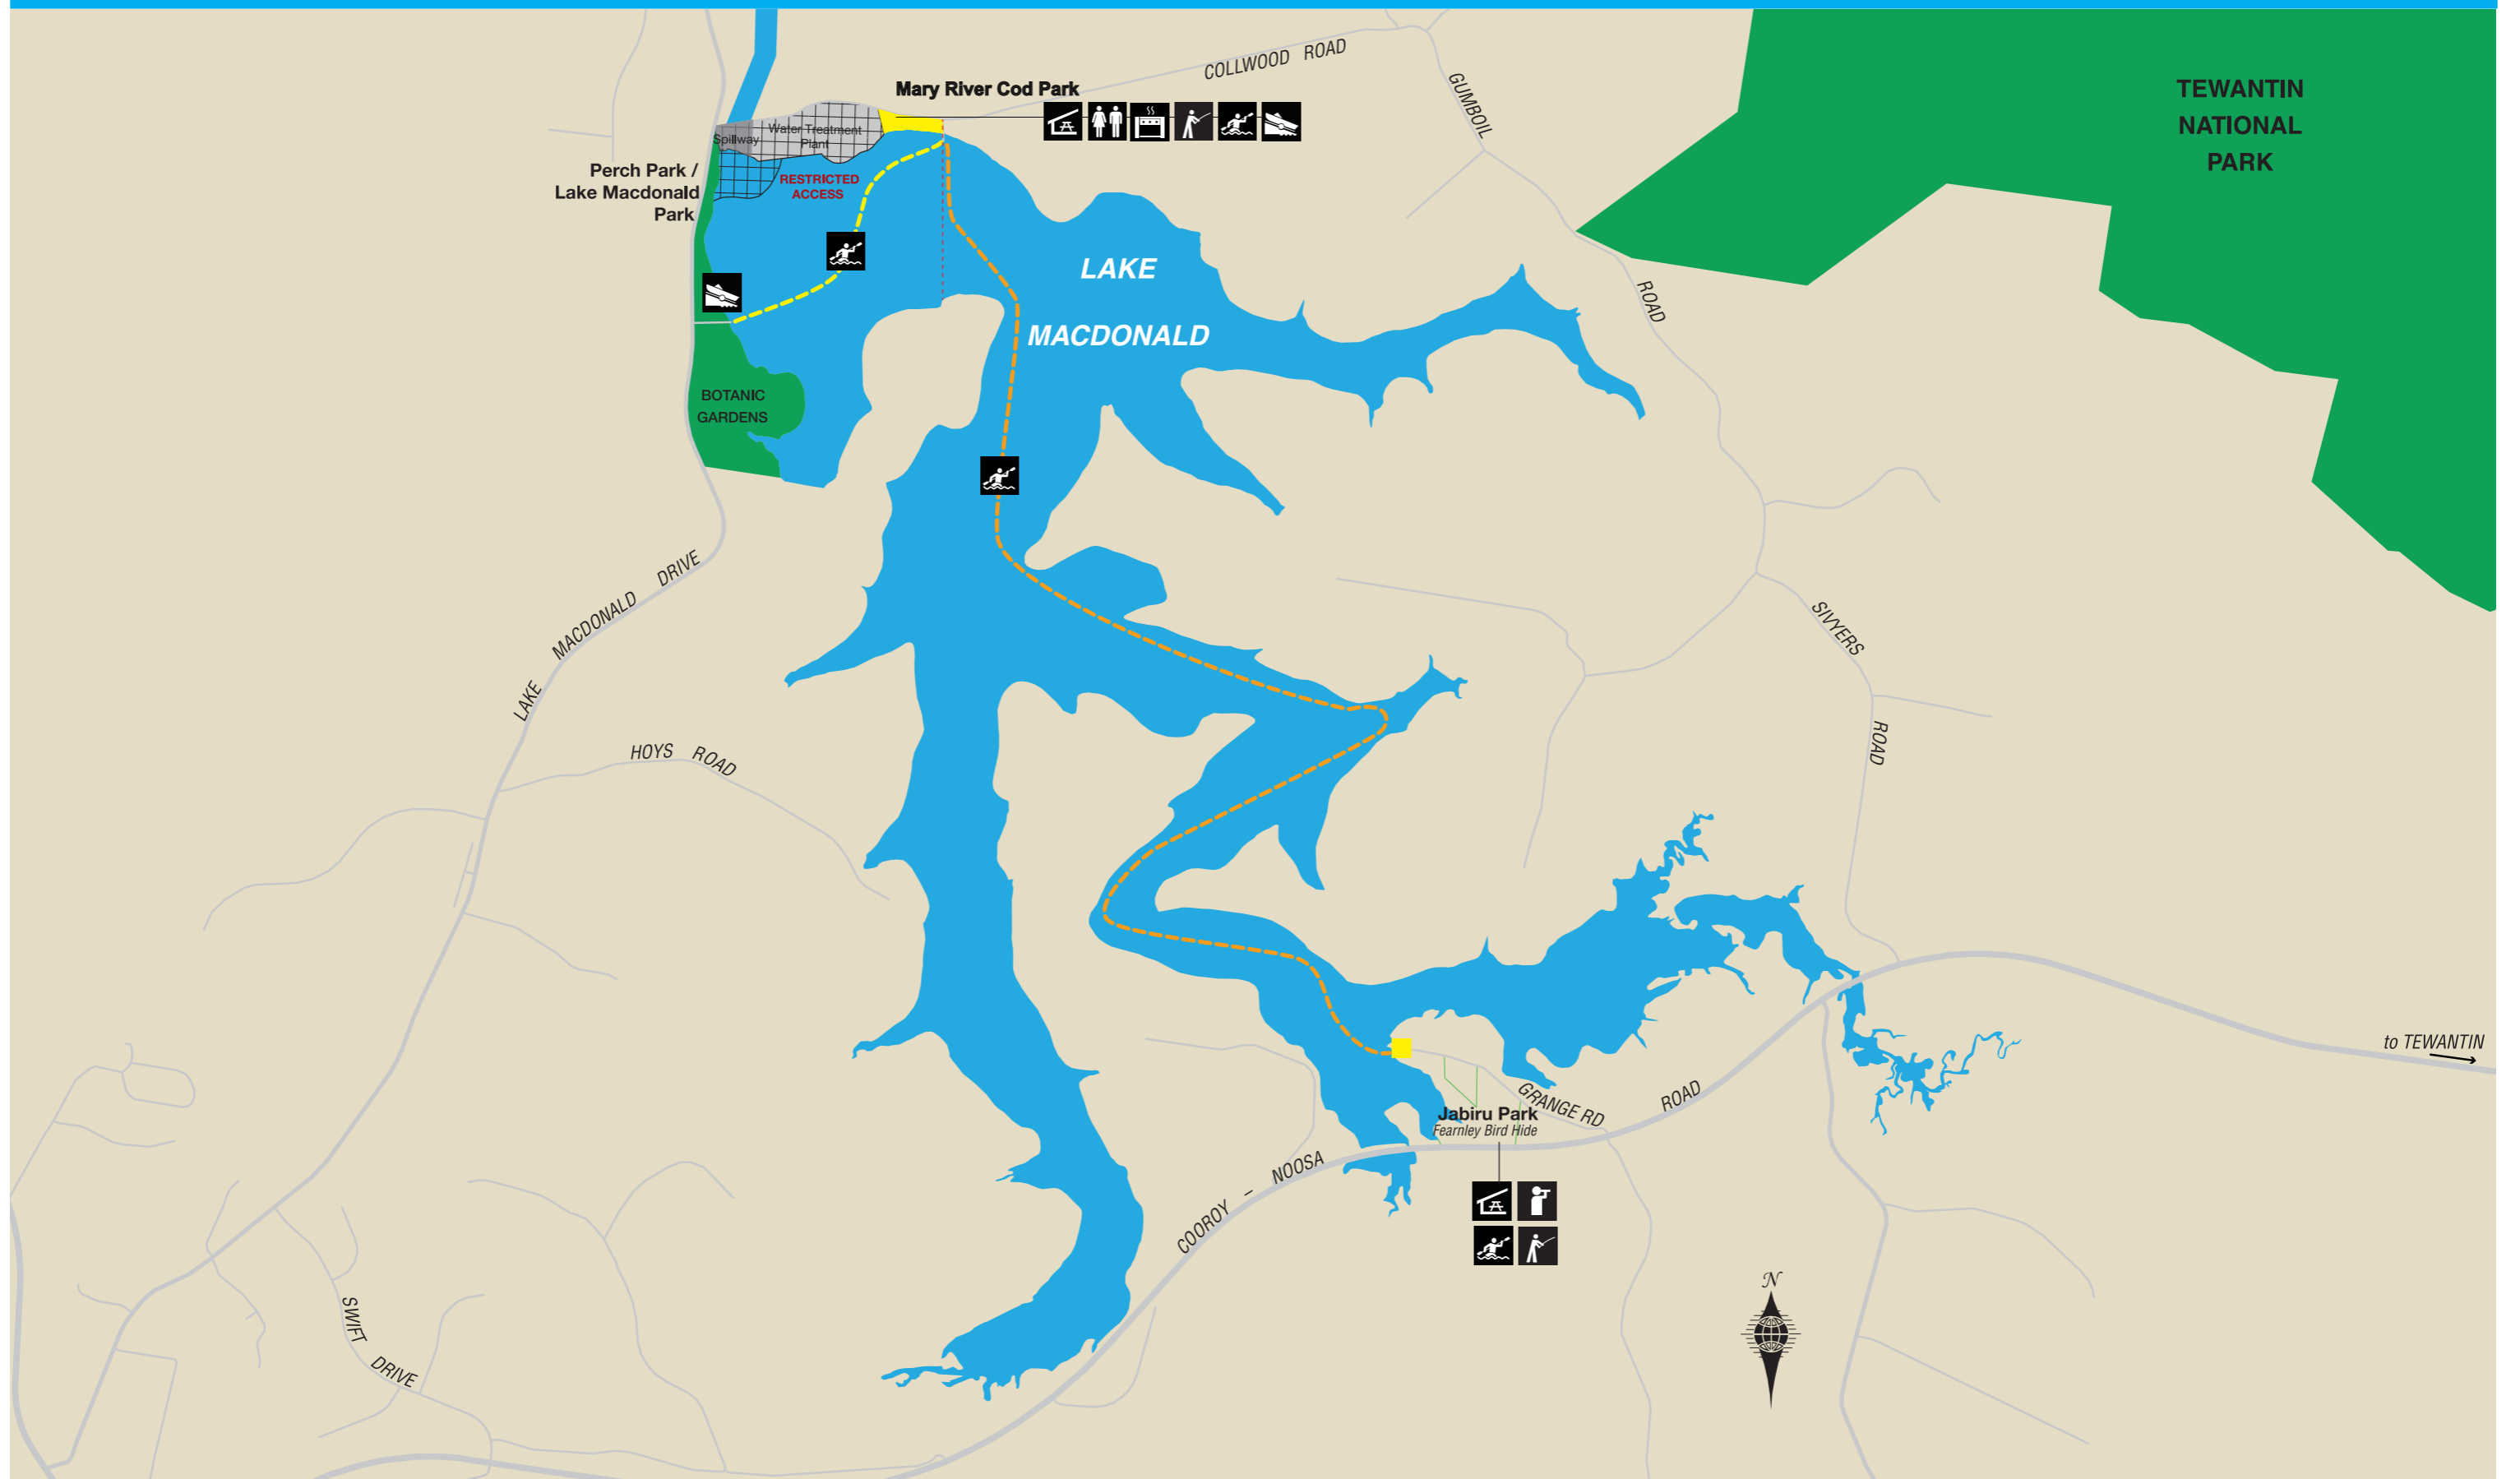 COLLWOOD ROAD
GUMBOIL
ROAD
TEWANTIN
NATIONAL
PARK
Mary River Cod Park
Water Treatment
Plant
Spillway
Perch Park /
Lake Macdonald
Park
RESTRICTED
ACCESS
LAKE
MACDONALD
BOTANIC
GARDENS
LAKE MACDONALD DRIVE
SIVYERS
ROAD
HOYS ROAD
to TEWANTIN
GRANGE RD
Jabiru Park
Fearnley Bird Hide
COOROY – NOOSA ROAD
SWIFT
DRIVE
N